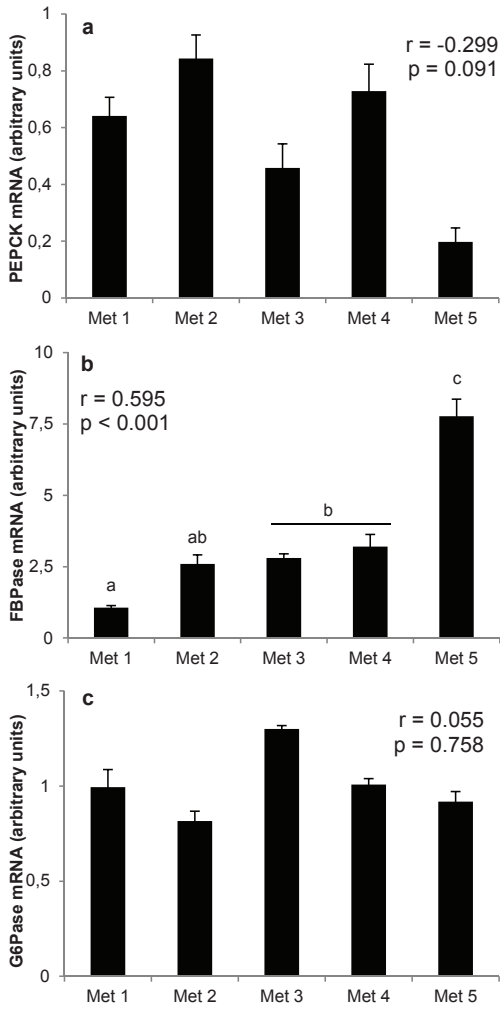 a
r = -0.299
p = 0.091
PEPCK mRNA (arbitrary units)
1
0,8
0,6
0,4
0,2
0
Met 1 Met 2 Met 3 Met 4 Met 5
b
r = 0.595
p < 0.001
FBPase mRNA (arbitrary units)
10
7,5
5
2,5
0
a
ab
b
c
Met 1 Met 2 Met 3 Met 4 Met 5
c
r = 0.055
p = 0.758
G6Pase mRNA (arbitrary units)
1,5
1
0,5
0
Met 1 Met 2 Met 3 Met 4 Met 5